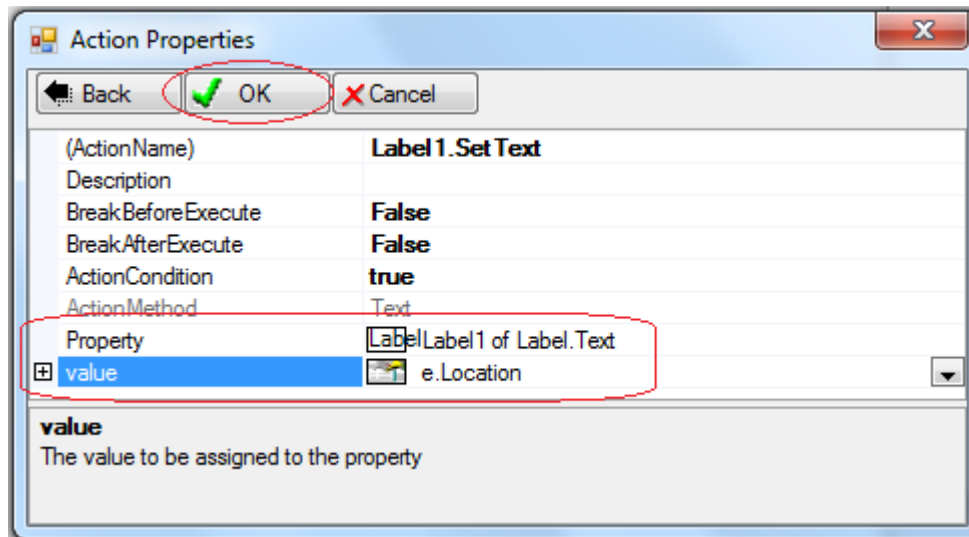 Action Properties
Back OK Cancel
(ActionName) Label1.SetText
Description
BreakBeforeExecute False
BreakAfterExecute False
ActionCondition true
ActionMethod Text
Property Label Label1 of Label.Text
value e.Location
value
The value to be assigned to the property